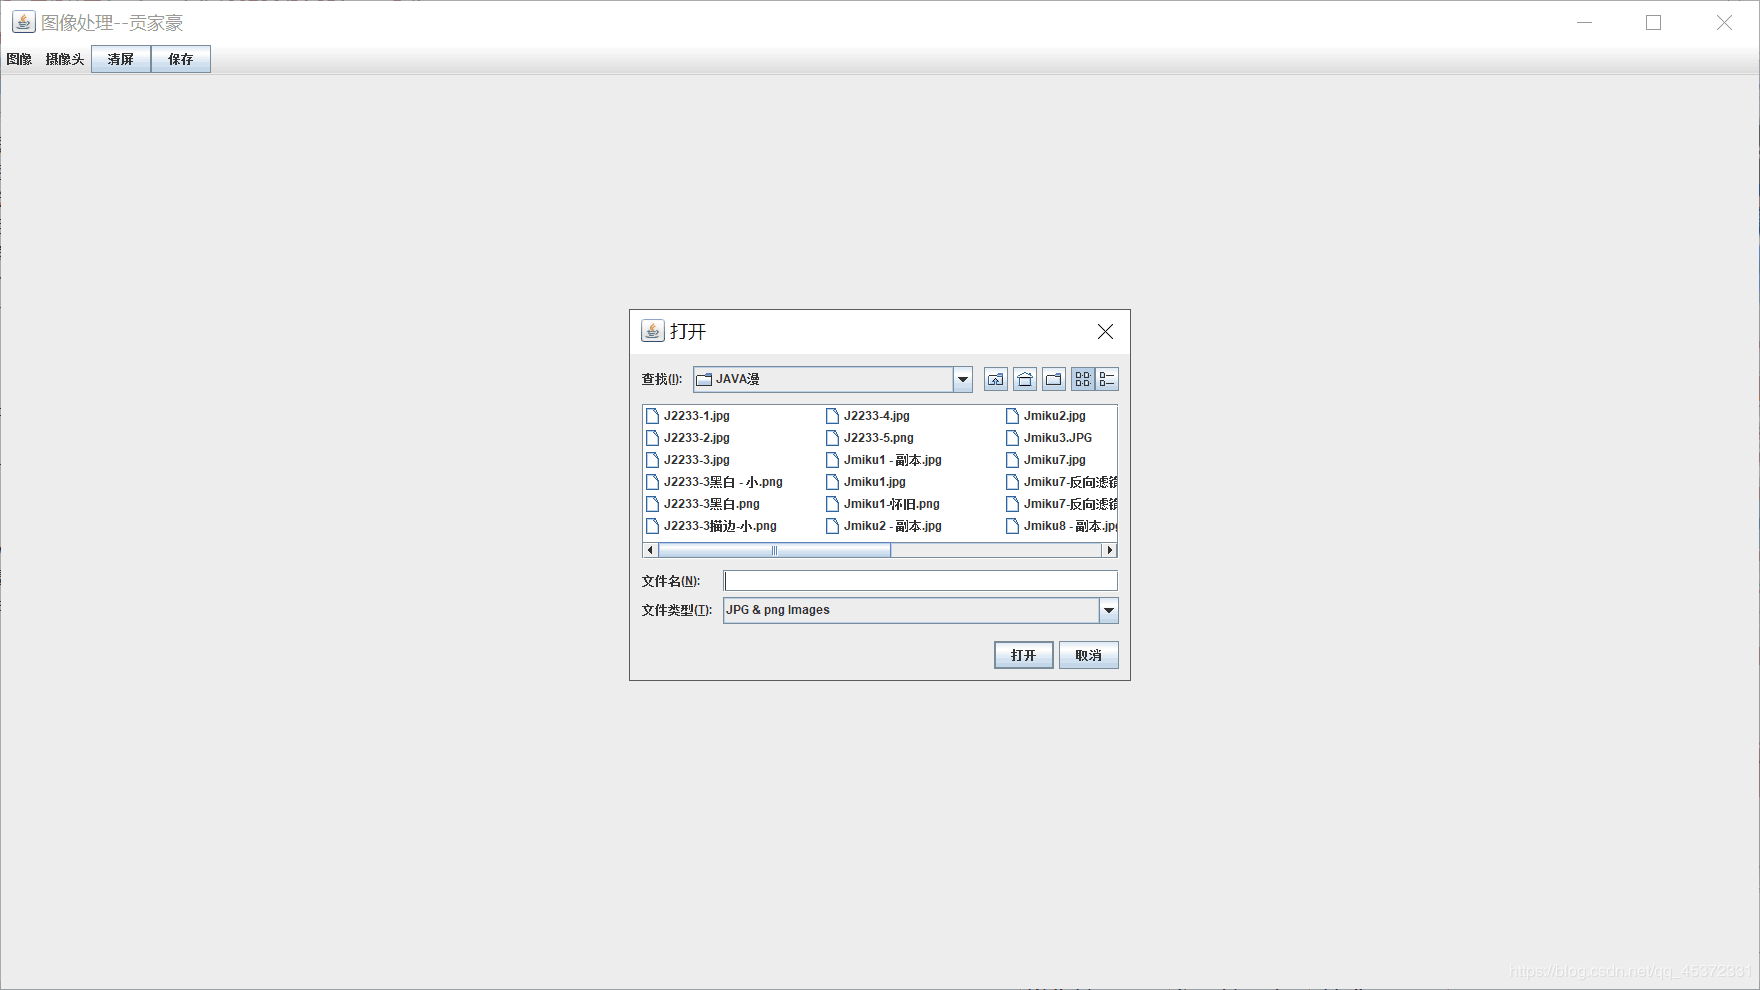 图像处理--贡家豪
图像 摄像头 清屏 保存
打开
查找(I): JAVA漫
J2233-1.jpg J2233-4.jpg Jmiku2.jpg
J2233-2.jpg J2233-5.png Jmiku3.JPG
J2233-3.jpg Jmiku1 - 副本.jpg Jmiku7.jpg
J2233-3黑白 - 小.png Jmiku1.jpg Jmiku7-反向滤镜
J2233-3黑白.png Jmiku1-怀旧.png Jmiku7-反向滤镜
J2233-3描边-小.png Jmiku2 - 副本.jpg Jmiku8 - 副本.jpg
文件名(N):
文件类型(T): JPG & png Images
打开 取消
https://blog.csdn.net/qq_45372331